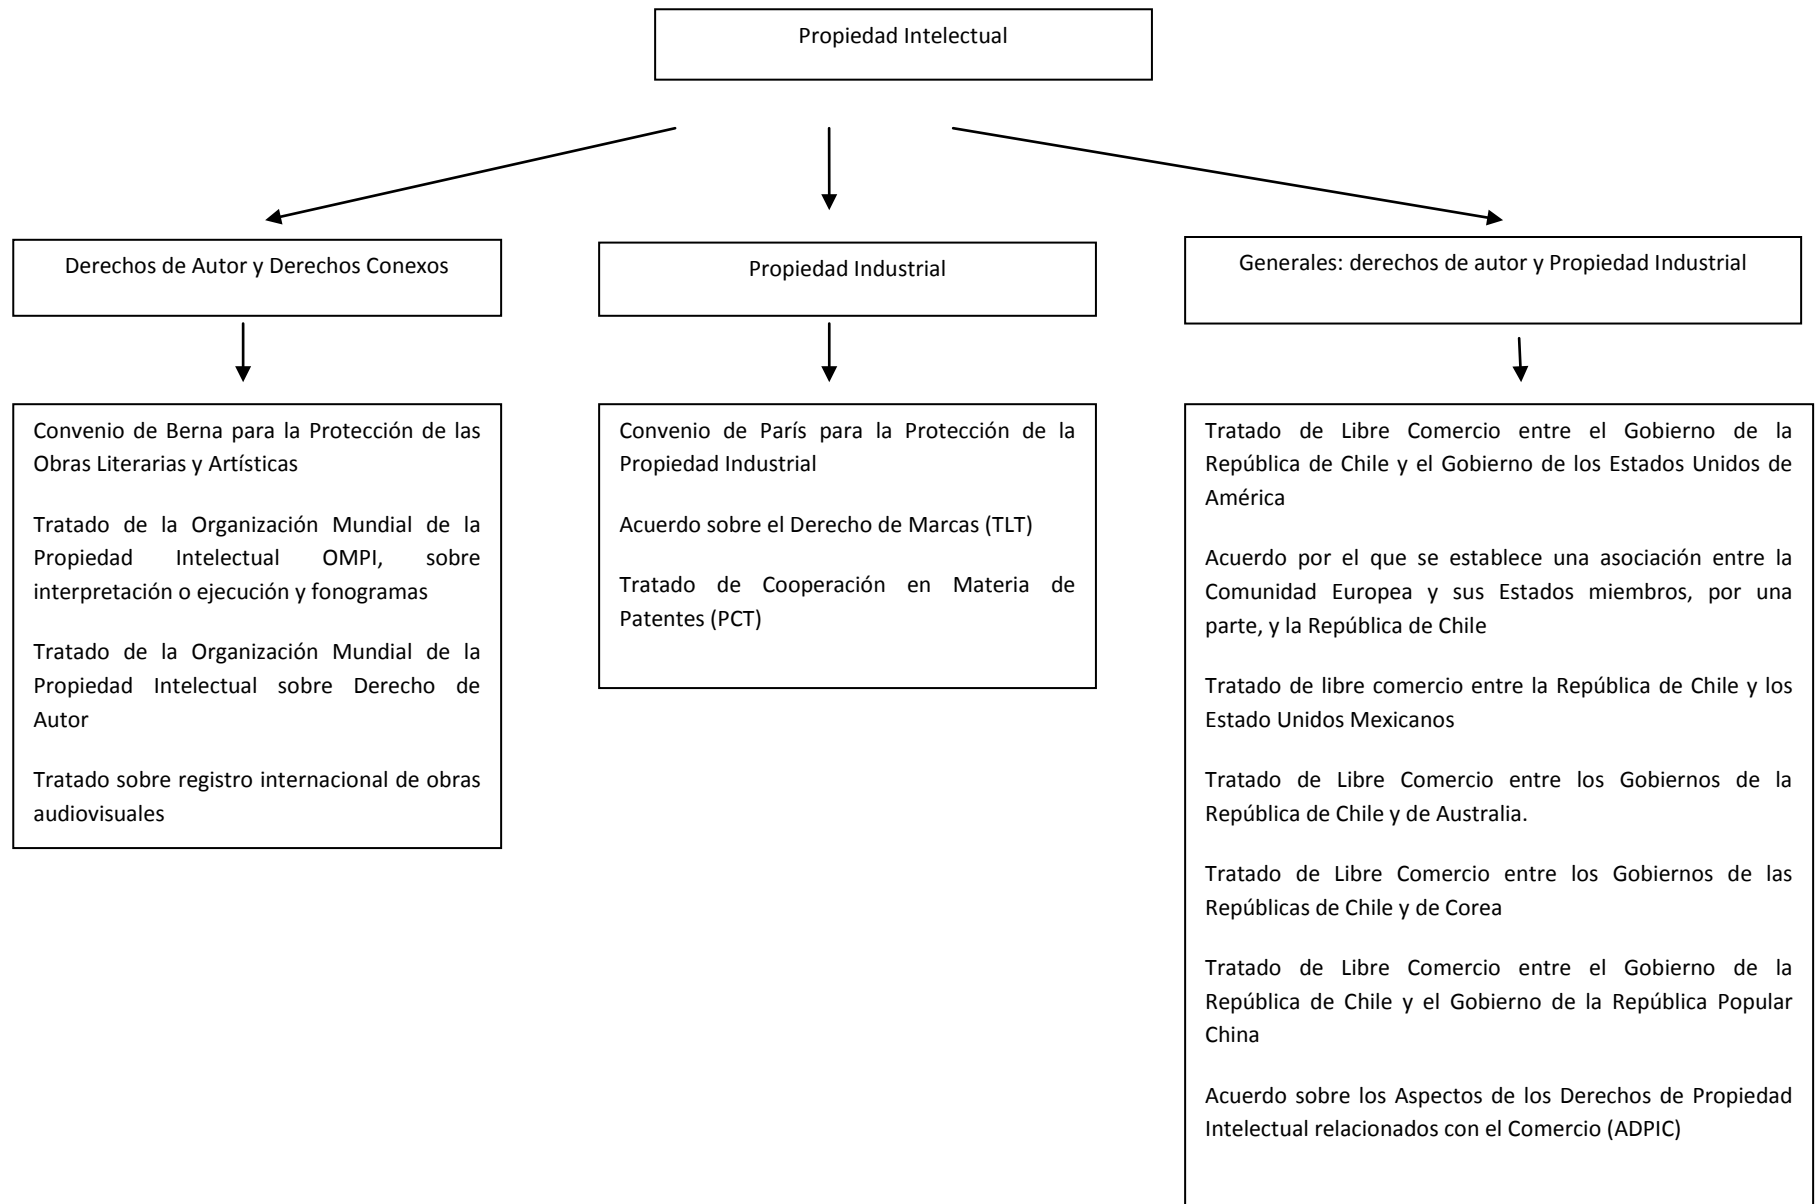 Propiedad Intelectual
Derechos de Autor y Derechos Conexos
Propiedad Industrial
Generales: derechos de autor y Propiedad Industrial
Convenio de Berna para la Protección de las
Obras Literarias y Artísticas
Tratado de la Organización Mundial de la
Propiedad Intelectual OMPI, sobre
interpretación o ejecución y fonogramas
Tratado de la Organización Mundial de la
Propiedad Intelectual sobre Derecho de
Autor
Tratado sobre registro internacional de obras
audiovisuales
Convenio de París para la Protección de la
Propiedad Industrial
Acuerdo sobre el Derecho de Marcas (TLT)
Tratado de Cooperación en Materia de
Patentes (PCT)
Tratado de Libre Comercio entre el Gobierno de la
República de Chile y el Gobierno de los Estados Unidos de
América
Acuerdo por el que se establece una asociación entre la
Comunidad Europea y sus Estados miembros, por una
parte, y la República de Chile
Tratado de libre comercio entre la República de Chile y los
Estado Unidos Mexicanos
Tratado de Libre Comercio entre los Gobiernos de la
República de Chile y de Australia.
Tratado de Libre Comercio entre los Gobiernos de las
Repúblicas de Chile y de Corea
Tratado de Libre Comercio entre el Gobierno de la
República de Chile y el Gobierno de la República Popular
China
Acuerdo sobre los Aspectos de los Derechos de Propiedad
Intelectual relacionados con el Comercio (ADPIC)